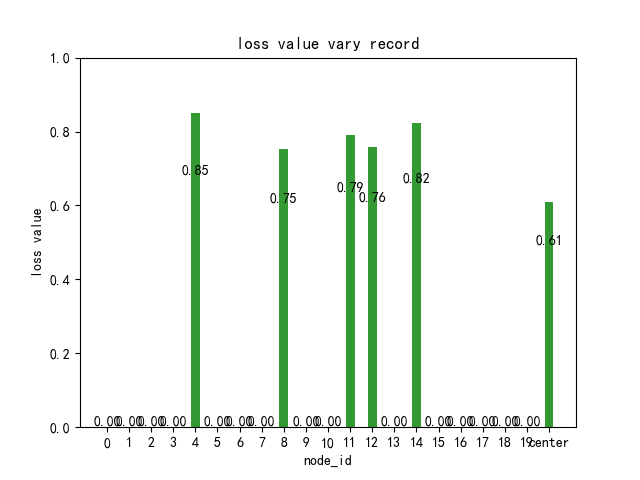 loss value vary record
1.0
0.8
0.6
0.4
0.2
0.0
loss value
0.00 0.00 0.00 0.00 0.85 0.00 0.00 0.00 0.75 0.00 0.00 0.79 0.76 0.00 0.82 0.00 0.00 0.00 0.00 0.00 0.61
0 1 2 3 4 5 6 7 8 9 10 11 12 13 14 15 16 17 18 19 center
node_id